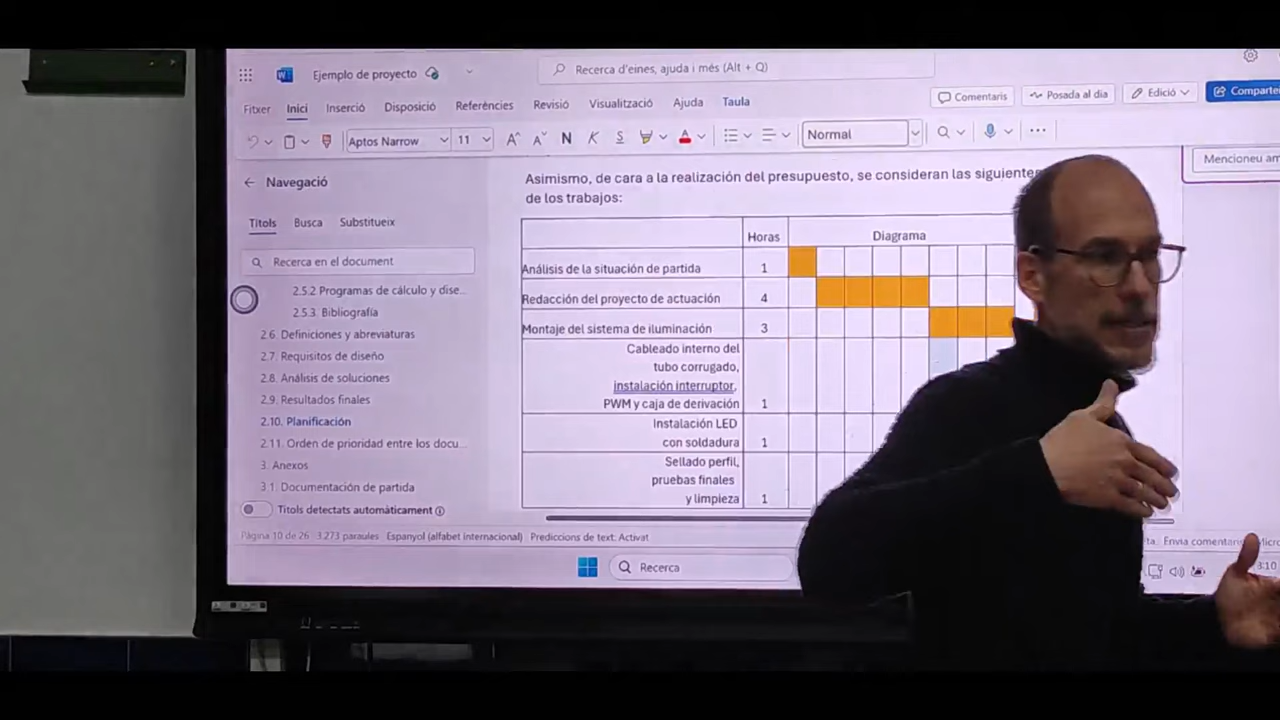 Ejemplo de proyecto
Recerca d'eines, ajuda i més (Alt + Q)
Fitxer Inici Inserció Disposició Referències Revisió Visualització Ajuda Taula
Comentaris Posada al dia Edició Comparte
Aptos Narrow 11 N K S A Normal
Navegació
Títols Busca Substitueix
Recerca en el document
2.5.2 Programas de cálculo y dise...
2.5.3. Bibliografía
2.6. Definiciones y abreviaturas
2.7. Requisitos de diseño
2.8. Análisis de soluciones
2.9. Resultados finales
2.10. Planificación
2.11. Orden de prioridad entre los docu...
3. Anexos
3.1. Documentación de partida
Títols detectats automàticament
Asimismo, de cara a la realización del presupuesto, se consideran las siguientes
de los trabajos:
Horas Diagrama
Análisis de la situación de partida 1
Redacción del proyecto de actuación 4
Montaje del sistema de iluminación 3
Cableado interno del
tubo corrugado,
instalación interruptor,
PWM y caja de derivación 1
Instalación LED
con soldadura 1
Sellado perfil,
pruebas finales
y limpieza 1
Mencioneu am
Pàgina 10 de 26 3.273 paraules Espanyol (alfabet internacional) Prediccions de text: Activat
Envia comentaris
Recerca
3:10